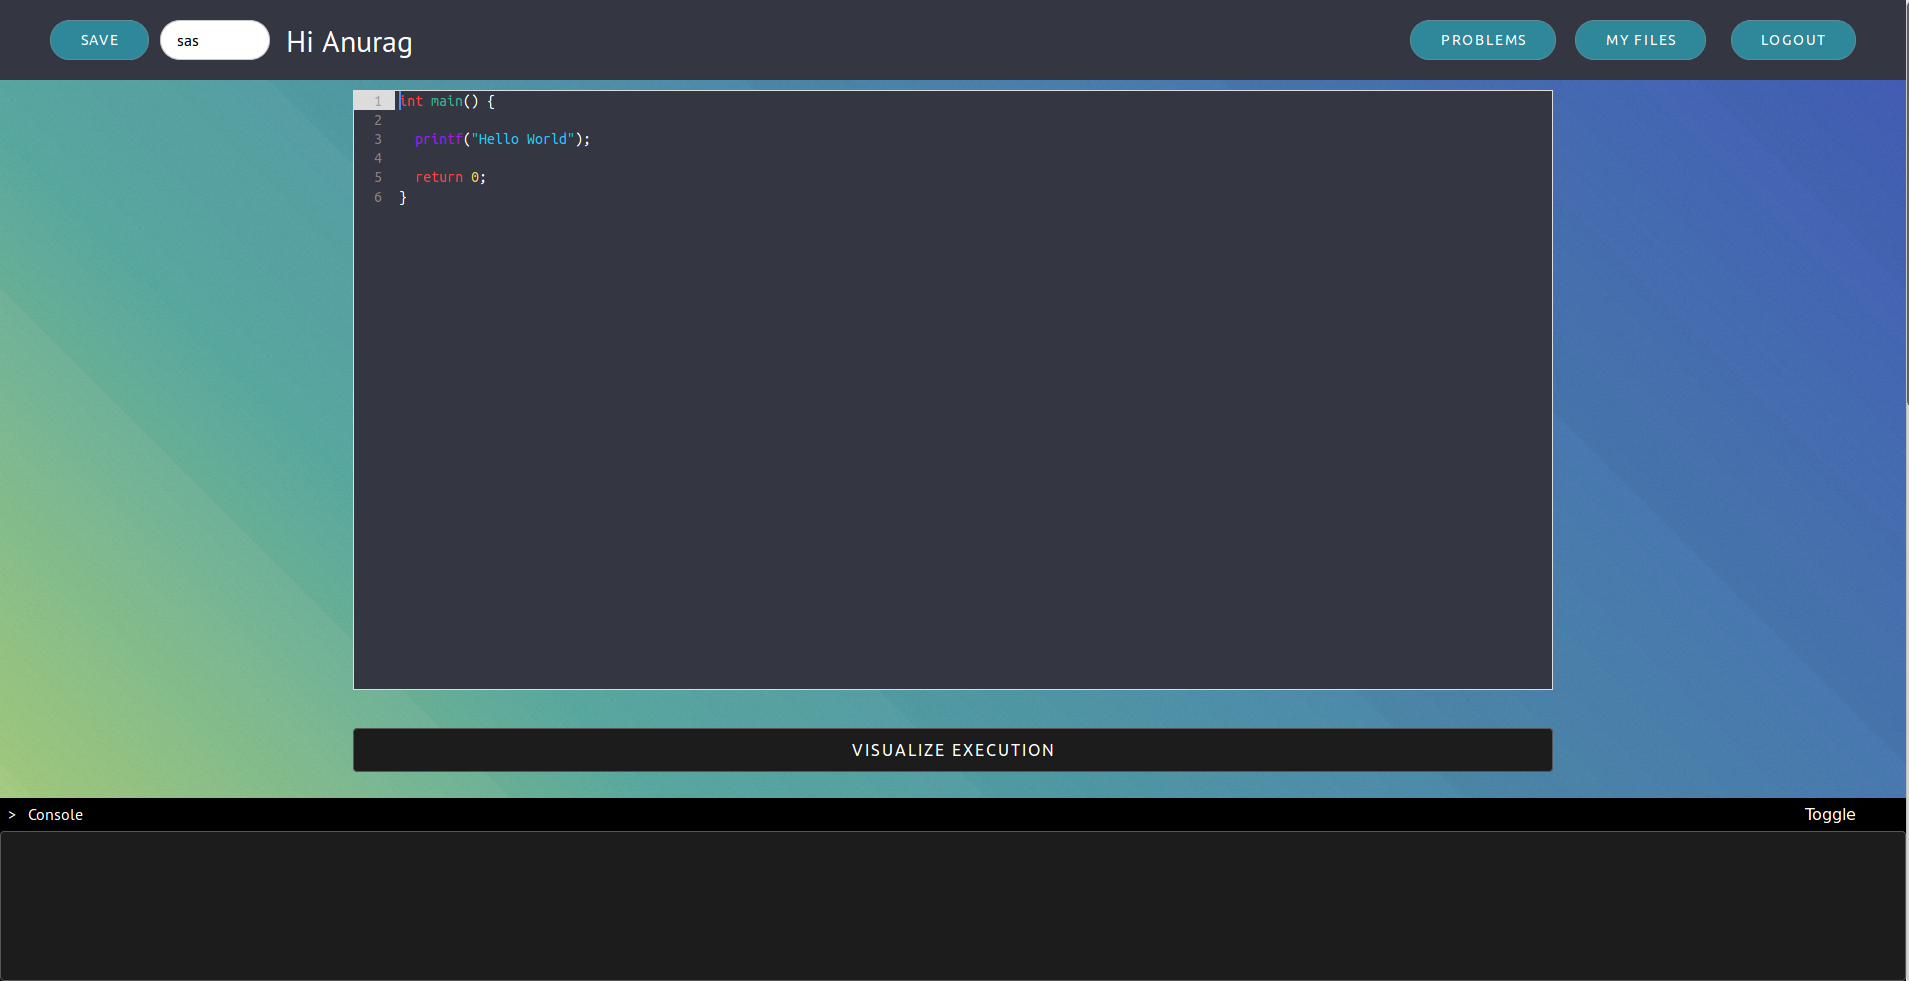 SAVE sas Hi Anurag PROBLEMS MY FILES LOGOUT
1 int main() {
2
3 printf("Hello World");
4
5 return 0;
6 }
VISUALIZE EXECUTION
> Console Toggle